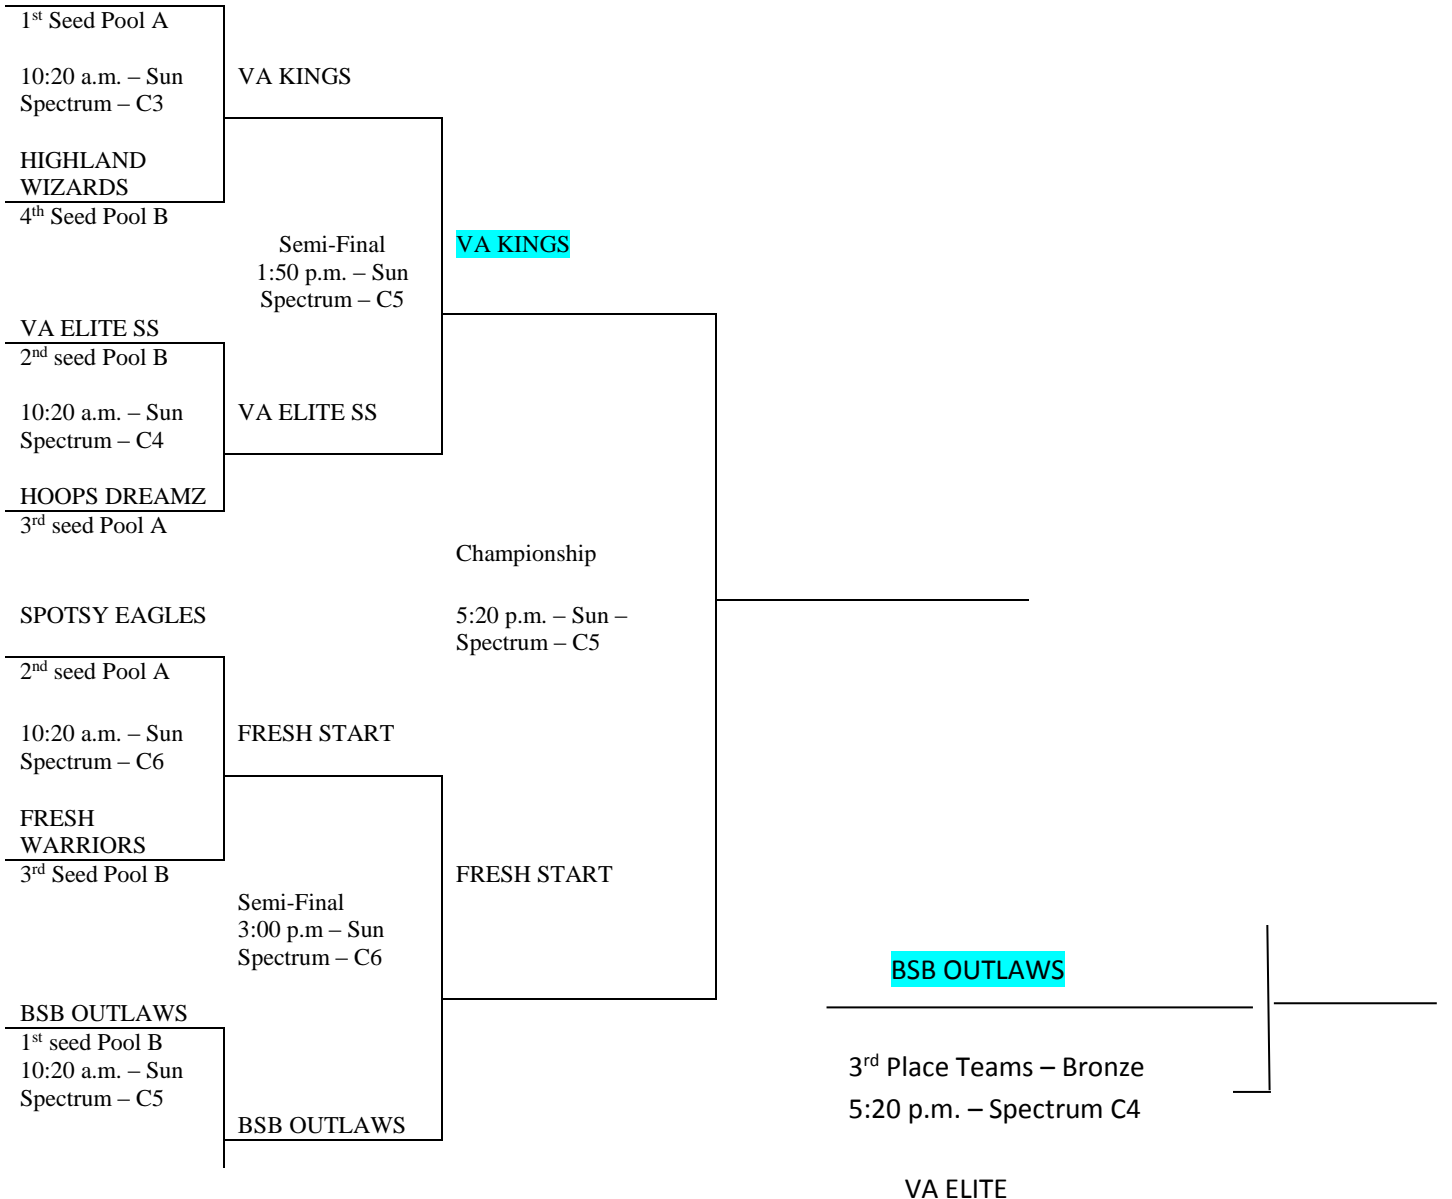 1st Seed Pool A
10:20 a.m. – Sun
Spectrum – C3
VA KINGS
HIGHLAND
WIZARDS
4th Seed Pool B
Semi-Final
1:50 p.m. – Sun
Spectrum – C5
VA KINGS
VA ELITE SS
2nd seed Pool B
10:20 a.m. – Sun
Spectrum – C4
VA ELITE SS
HOOPS DREAMZ
3rd seed Pool A
Championship
5:20 p.m. – Sun –
Spectrum – C5
SPOTSY EAGLES
2nd seed Pool A
10:20 a.m. – Sun
Spectrum – C6
FRESH START
FRESH
WARRIORS
3rd Seed Pool B
FRESH START
Semi-Final
3:00 p.m – Sun
Spectrum – C6
BSB OUTLAWS
1st seed Pool B
10:20 a.m. – Sun
Spectrum – C5
BSB OUTLAWS
BSB OUTLAWS
3rd Place Teams – Bronze
5:20 p.m. – Spectrum C4
VA ELITE